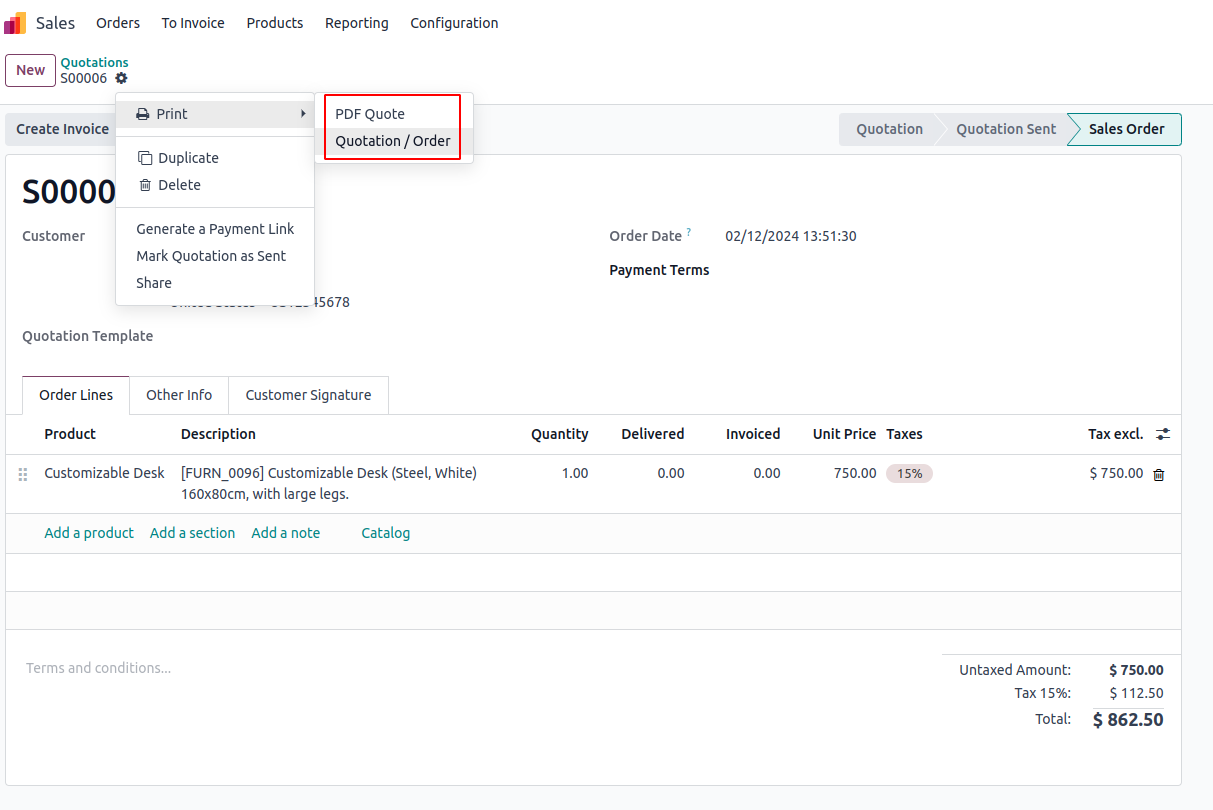 Sales Orders To Invoice Products Reporting Configuration
New Quotations
S00006
Print
PDF Quote
Quotation / Order
Duplicate
Delete
Generate a Payment Link
Mark Quotation as Sent
Share
Create Invoice
Quotation Quotation Sent Sales Order
S0000
Customer
Order Date ? 02/12/2024 13:51:30
Payment Terms
Quotation Template
Order Lines Other Info Customer Signature
Product Description Quantity Delivered Invoiced Unit Price Taxes Tax excl.
Customizable Desk [FURN_0096] Customizable Desk (Steel, White) 1.00 0.00 0.00 750.00 15% $ 750.00
160x80cm, with large legs.
Add a product Add a section Add a note Catalog
Terms and conditions...
Untaxed Amount: $ 750.00
Tax 15%: $ 112.50
Total: $ 862.50